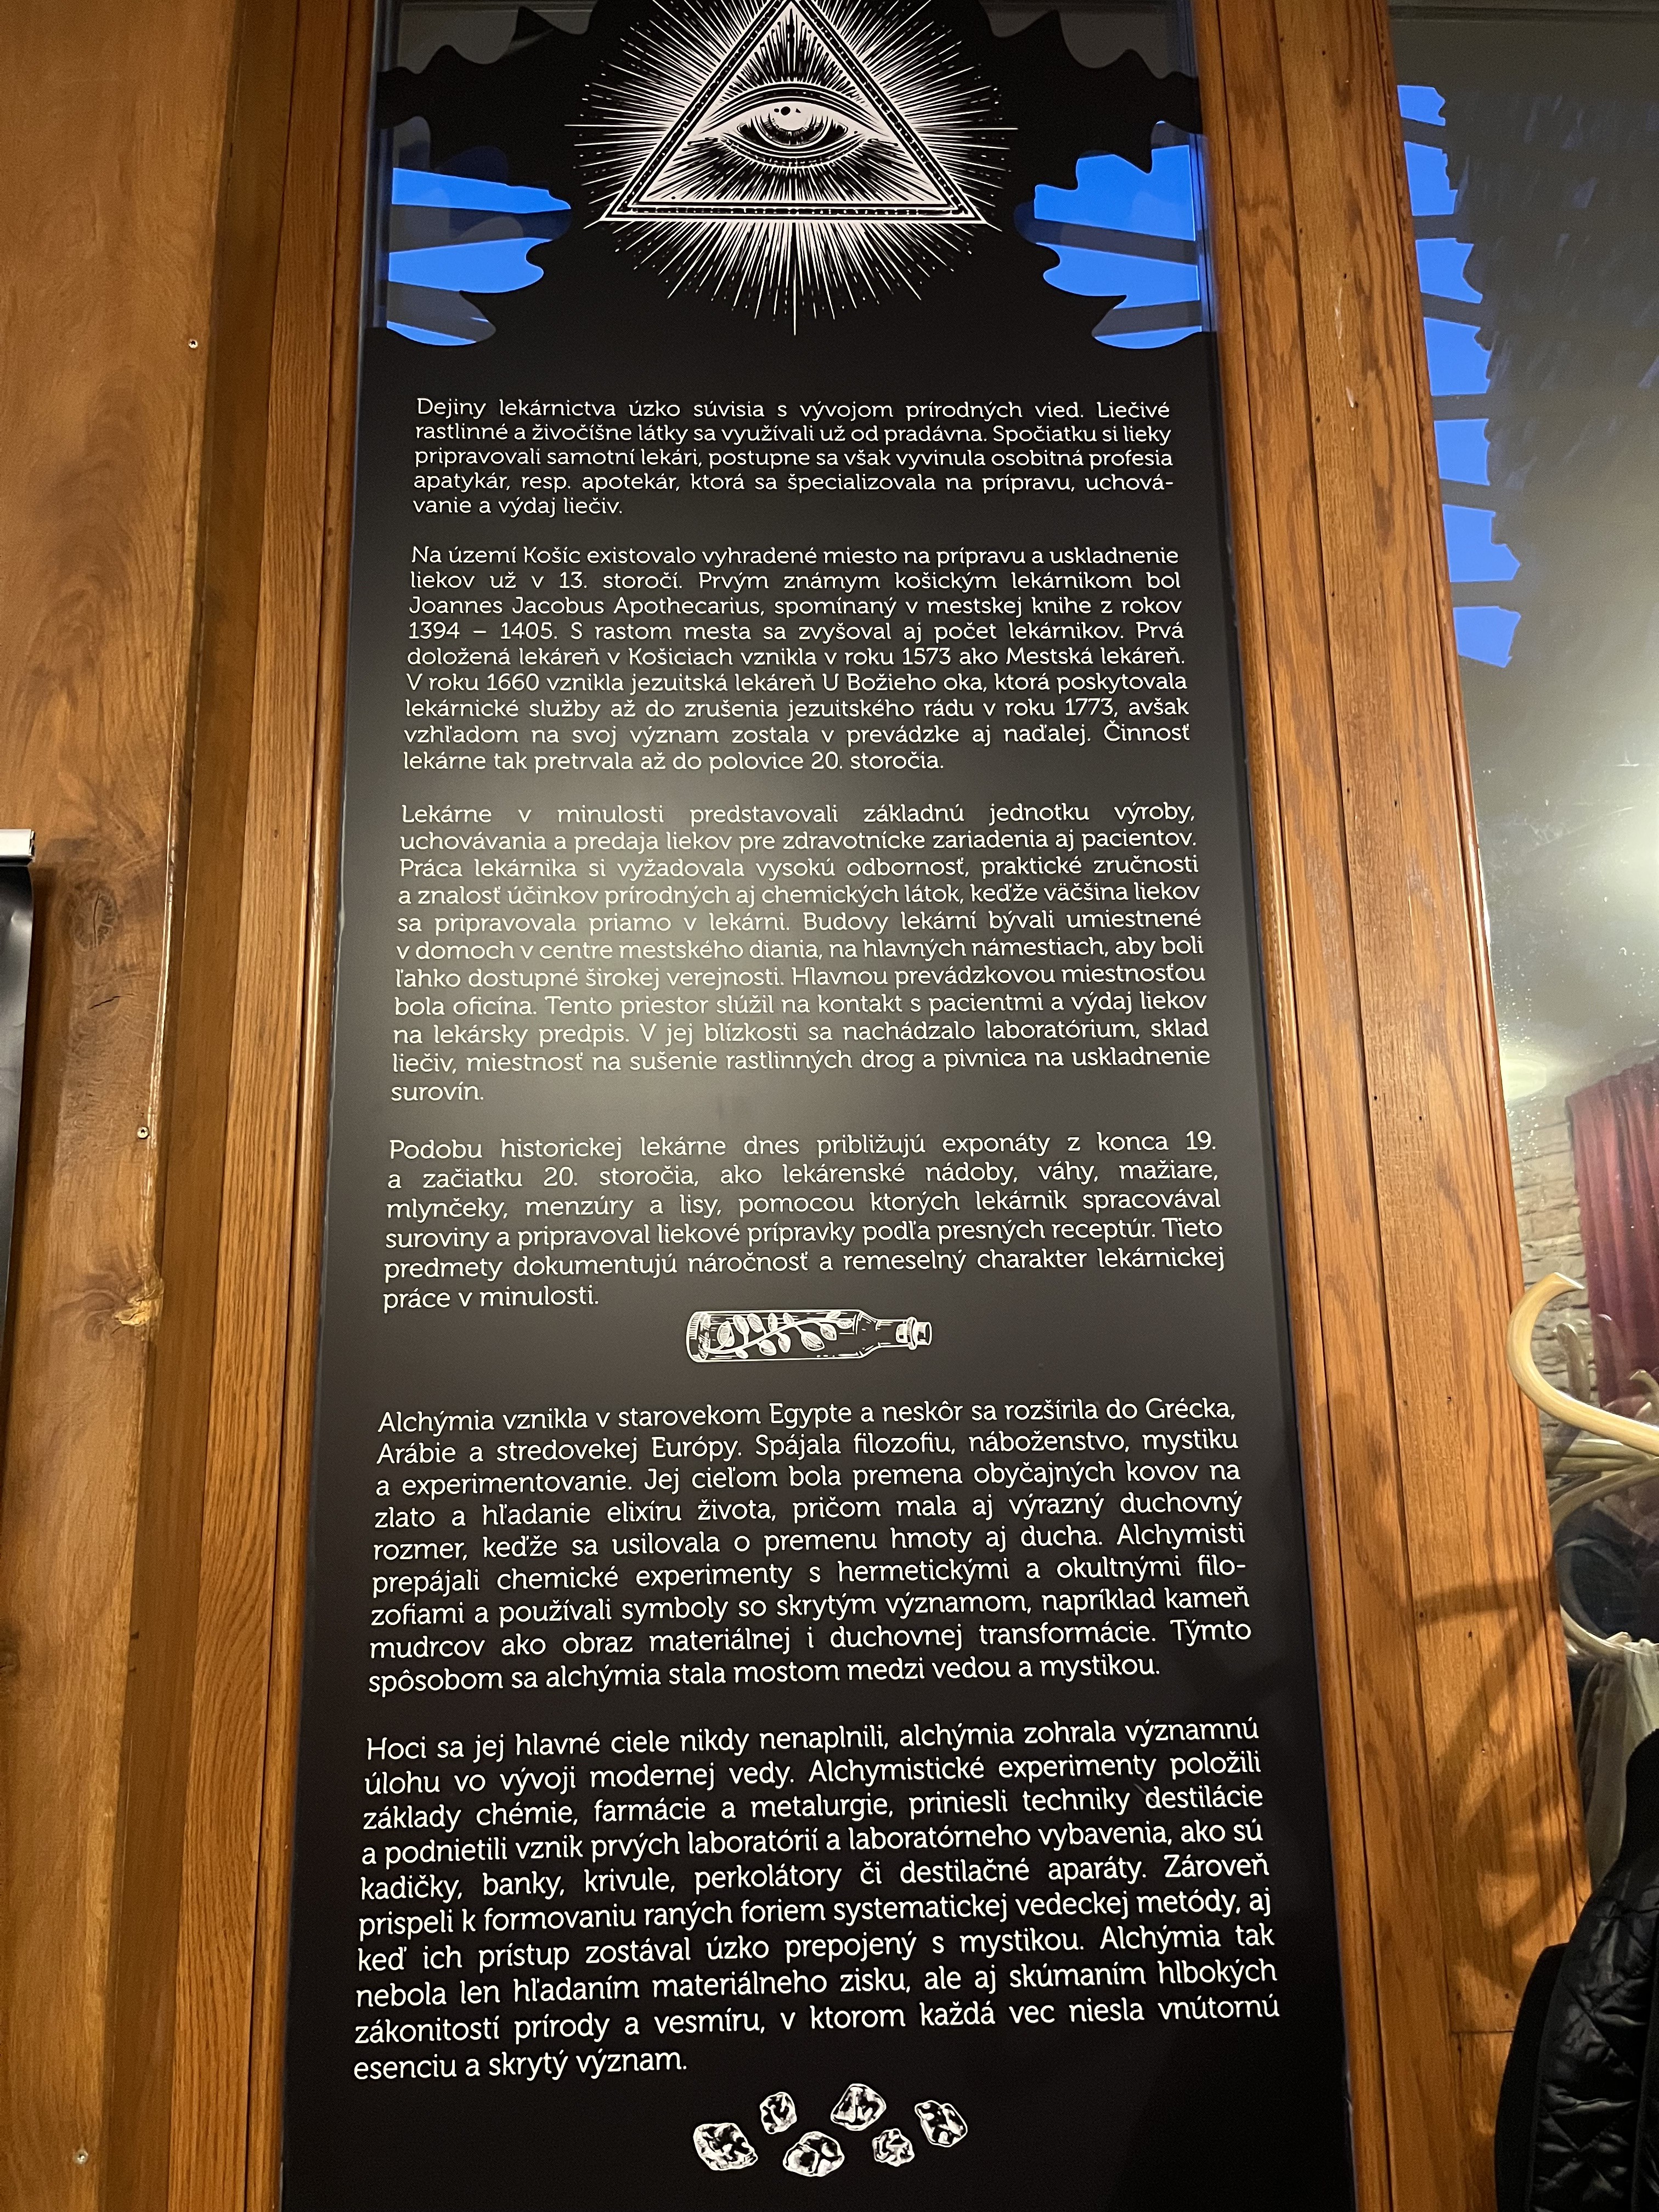 Dejiny lekárnictva úzko súvisia s vývojom prírodných vied. Liečivé
rastlinné a živočíšne látky sa využívali už od pradávna. Spočiatku si lieky
pripravovali samotní lekári, postupne sa však vyvinula osobitná profesia
apatykár, resp. apotekár, ktorá sa špecializovala na prípravu, uchová-
vanie a výdaj liečiv.
Na území Košíc existovalo vyhradené miesto na prípravu a uskladnenie
liekov už v 13. storočí. Prvým známym košickým lekárnikom bol
Joannes Jacobus Apothecarius, spomínaný v mestskej knihe z rokov
1394 – 1405. S rastom mesta sa zvyšoval aj počet lekárnikov. Prvá
doložená lekáreň v Košiciach vznikla v roku 1573 ako Mestská lekáreň.
V roku 1660 vznikla jezuitská lekáreň U Božieho oka, ktorá poskytovala
lekárnické služby až do zrušenia jezuitského rádu v roku 1773, avšak
vzhľadom na svoj význam zostala v prevádzke aj naďalej. Činnosť
lekárne tak pretrvala až do polovice 20. storočia.
Lekárne v minulosti predstavovali základnú jednotku výroby,
uchovávania a predaja liekov pre zdravotnícke zariadenia aj pacientov.
Práca lekárnika si vyžadovala vysokú odbornosť, praktické zručnosti
a znalosť účinkov prírodných aj chemických látok, keďže väčšina liekov
sa pripravovala priamo v lekárni. Budovy lekární bývali umiestnené
v domoch v centre mestského diania, na hlavných námestiach, aby boli
ľahko dostupné širokej verejnosti. Hlavnou prevádzkovou miestnosťou
bola oficína. Tento priestor slúžil na kontakt s pacientmi a výdaj liekov
na lekársky predpis. V jej blízkosti sa nachádzalo laboratórium, sklad
liečiv, miestnosť na sušenie rastlinných drog a pivnica na uskladnenie
surovín.
Podobu historickej lekárne dnes približujú exponáty z konca 19.
a začiatku 20. storočia, ako lekárenské nádoby, váhy, mažiare,
mlynčeky, menzúry a lisy, pomocou ktorých lekárnik spracovával
suroviny a pripravoval liekové prípravky podľa presných receptúr. Tieto
predmety dokumentujú náročnosť a remeselný charakter lekárnickej
práce v minulosti.
Alchýmia vznikla v starovekom Egypte a neskôr sa rozšírila do Grécka,
Arábie a stredovekej Európy. Spájala filozofiu, náboženstvo, mystiku
a experimentovanie. Jej cieľom bola premena obyčajných kovov na
zlato a hľadanie elixíru života, pričom mala aj výrazný duchovný
rozmer, keďže sa usilovala o premenu hmoty aj ducha. Alchymisti
prepájali chemické experimenty s hermetickými a okultnými filo-
zofiami a používali symboly so skrytým významom, napríklad kameň
mudrcov ako obraz materiálnej i duchovnej transformácie. Týmto
spôsobom sa alchýmia stala mostom medzi vedou a mystikou.
Hoci sa jej hlavné ciele nikdy nenaplnili, alchýmia zohrala významnú
úlohu vo vývoji modernej vedy. Alchymistické experimenty položili
základy chémie, farmácie a metalurgie, priniesli techniky destilácie
a podnietili vznik prvých laboratórií a laboratórneho vybavenia, ako sú
kadičky, banky, krivule, perkolátory či destilačné aparáty. Zároveň
prispeli k formovaniu raných foriem systematickej vedeckej metódy, aj
keď ich prístup zostával úzko prepojený s mystikou. Alchýmia tak
nebola len hľadaním materiálneho zisku, ale aj skúmaním hlbokých
zákonitostí prírody a vesmíru, v ktorom každá vec niesla vnútornú
esenciu a skrytý význam.